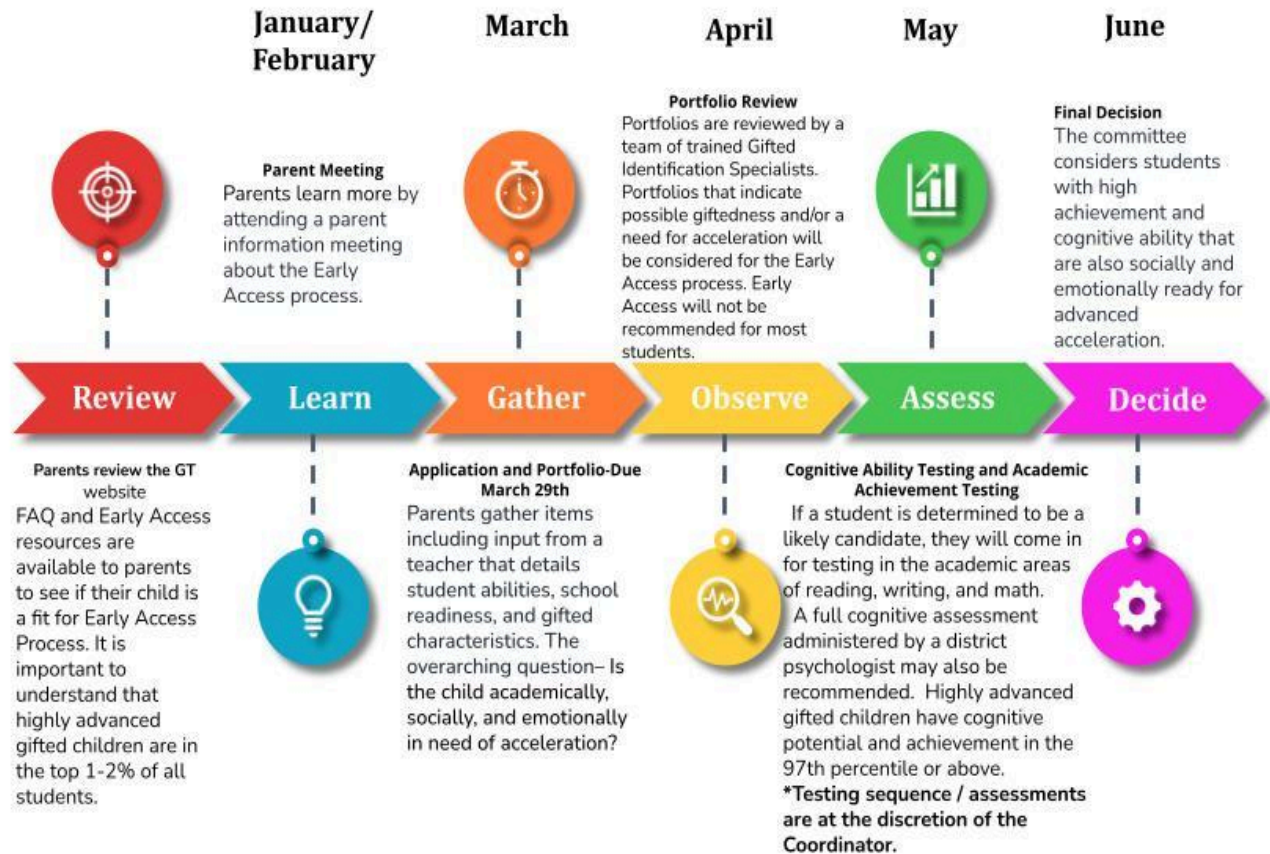 January/
February
March
April
May
June
Parent Meeting
Parents learn more by
attending a parent
information meeting
about the Early
Access process.
Portfolio Review
Portfolios are reviewed by a
team of trained Gifted
Identification Specialists.
Portfolios that indicate
possible giftedness and/or a
need for acceleration will
be considered for the Early
Access process. Early
Access will not be
recommended for most
students.
Final Decision
The committee
considers students
with high
achievement and
cognitive ability that
are also socially and
emotionally ready for
advanced
acceleration.
Review
Learn
Gather
Observe
Assess
Decide
Parents review the GT
website
FAQ and Early Access
resources are
available to parents
to see if their child is
a fit for Early Access
Process. It is
important to
understand that
highly advanced
gifted children are in
the top 1-2% of all
students.
Application and Portfolio-Due
March 29th
Parents gather items
including input from a
teacher that details
student abilities, school
readiness, and gifted
characteristics. The
overarching question– Is
the child academically,
socially, and emotionally
in need of acceleration?
Cognitive Ability Testing and Academic
Achievement Testing
If a student is determined to be a
likely candidate, they will come in
for testing in the academic areas
of reading, writing, and math.
A full cognitive assessment
administered by a district
psychologist may also be
recommended. Highly advanced
gifted children have cognitive
potential and achievement in the
97th percentile or above.
*Testing sequence / assessments
are at the discretion of the
Coordinator.